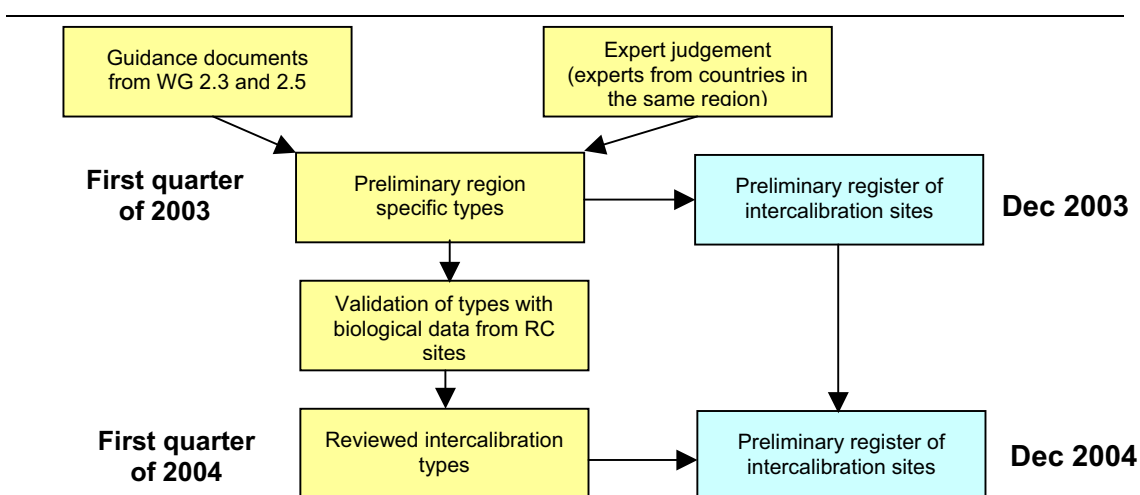 Guidance documents
from WG 2.3 and 2.5
Expert judgement
(experts from countries in
the same region)
First quarter
of 2003
Preliminary region
specific types
Preliminary register of
intercalibration sites
Dec 2003
Validation of types with
biological data from RC
sites
First quarter
of 2004
Reviewed intercalibration
types
Preliminary register of
intercalibration sites
Dec 2004